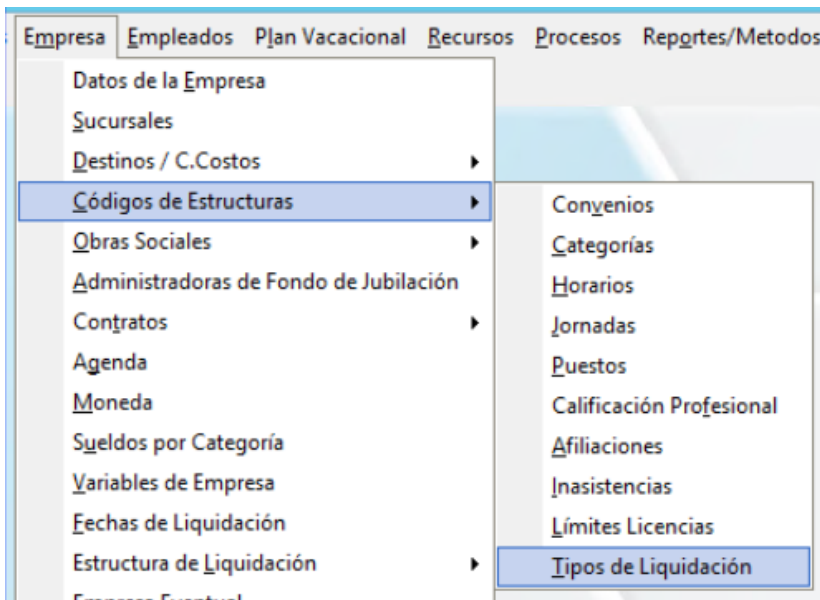 Empresa Empleados Plan Vacacional Recursos Procesos Reportes/Metodos
Datos de la Empresa
Sucursales
Destinos / C.Costos
Códigos de Estructuras
Obras Sociales
Administradoras de Fondo de Jubilación
Contratos
Agenda
Moneda
Sueldos por Categoría
Variables de Empresa
Fechas de Liquidación
Estructura de Liquidación
Empresa Eventual
Convenios
Categorías
Horarios
Jornadas
Puestos
Calificación Profesional
Afiliaciones
Inasistencias
Límites Licencias
Tipos de Liquidación